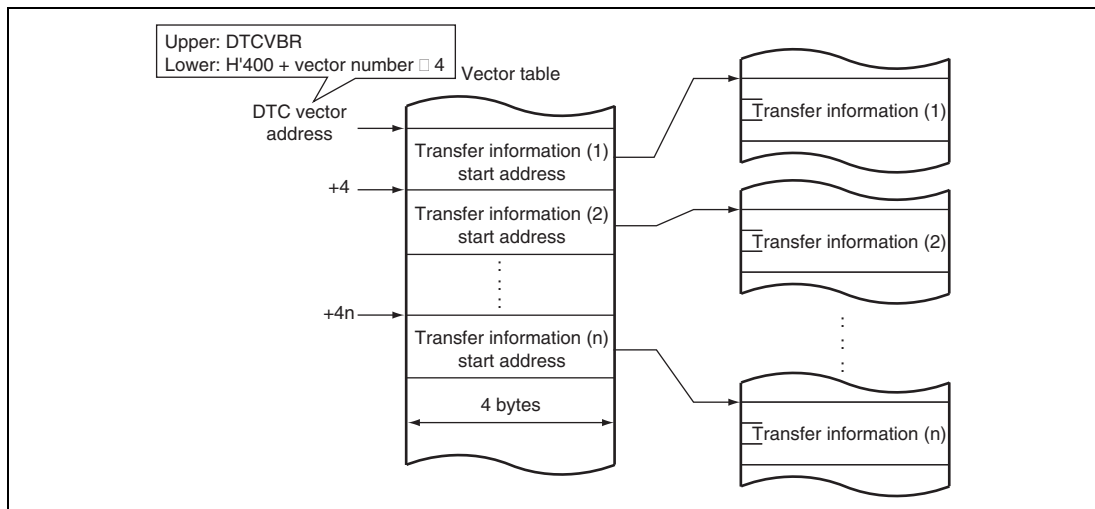 Upper: DTCVBR
Lower: H'400 + vector number □ 4
Vector table
DTC vector
address
Transfer information (1)
start address
+4
Transfer information (2)
start address
+4n
Transfer information (n)
start address
4 bytes
Transfer information (1)
Transfer information (2)
Transfer information (n)